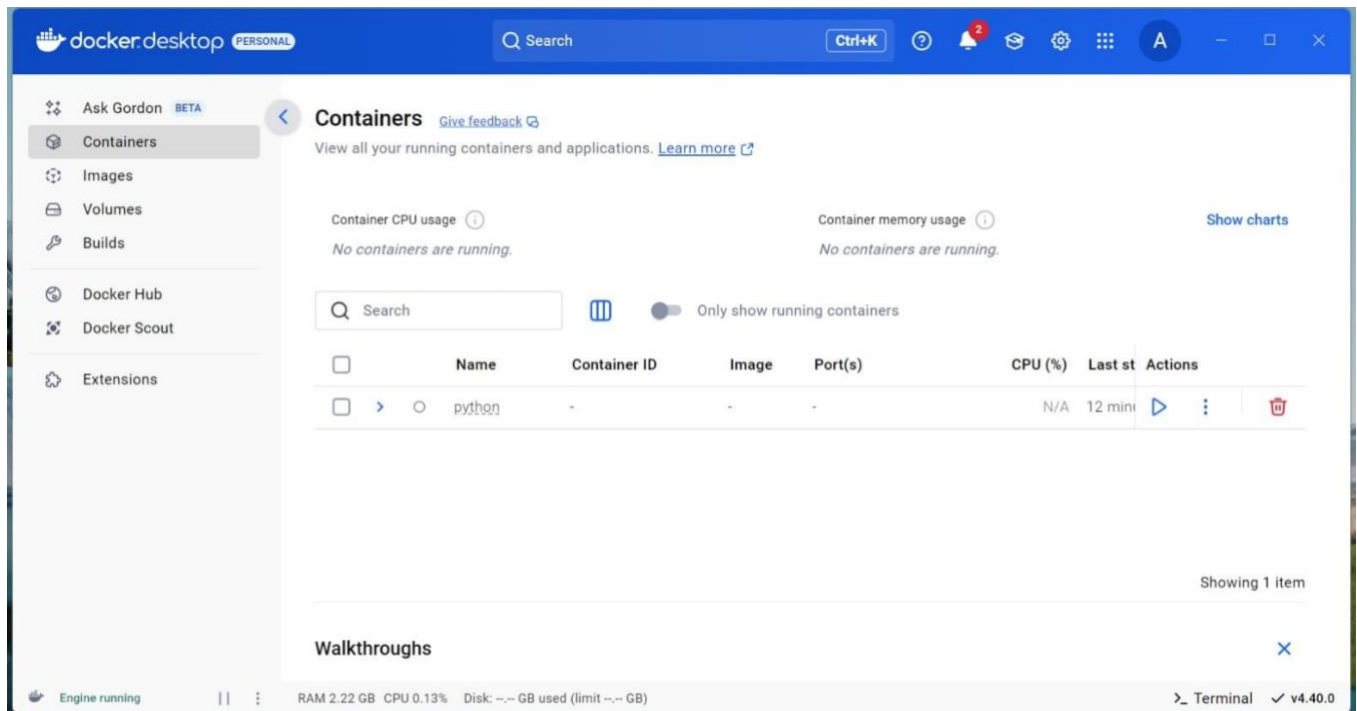 docker.desktop PERSONAL Search Ctrl+K 2 A
Ask Gordon BETA
Containers
Images
Volumes
Builds
Docker Hub
Docker Scout
Extensions
Containers Give feedback
View all your running containers and applications. Learn more
Container CPU usage Container memory usage Show charts
No containers are running. No containers are running.
Search Only show running containers
Name Container ID Image Port(s) CPU (%) Last st Actions
python - - - N/A 12 min
Showing 1 item
Walkthroughs
Engine running RAM 2.22 GB CPU 0.13% Disk: --.-- GB used (limit --.-- GB) Terminal v4.40.0